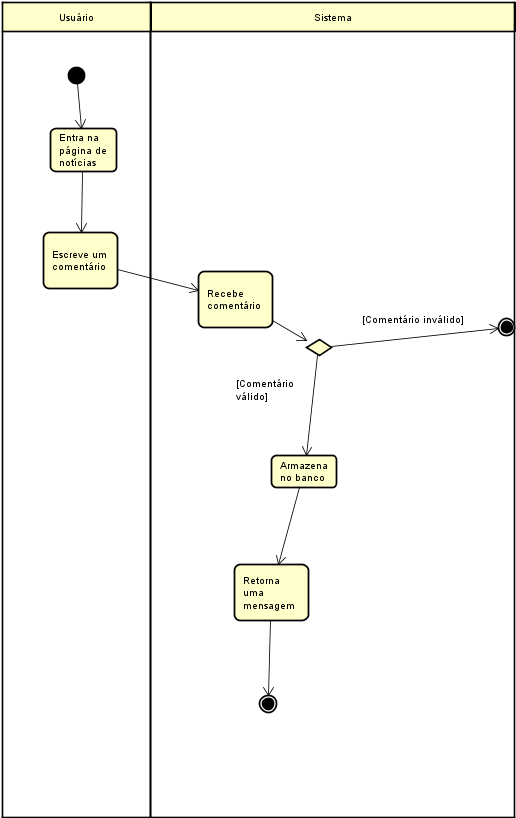 Usuário
Sistema
Entra na
página de
notícias
Escreve um
comentário
Recebe
comentário
[Comentário inválido]
[Comentário
válido]
Armazena
no banco
Retorna
uma
mensagem